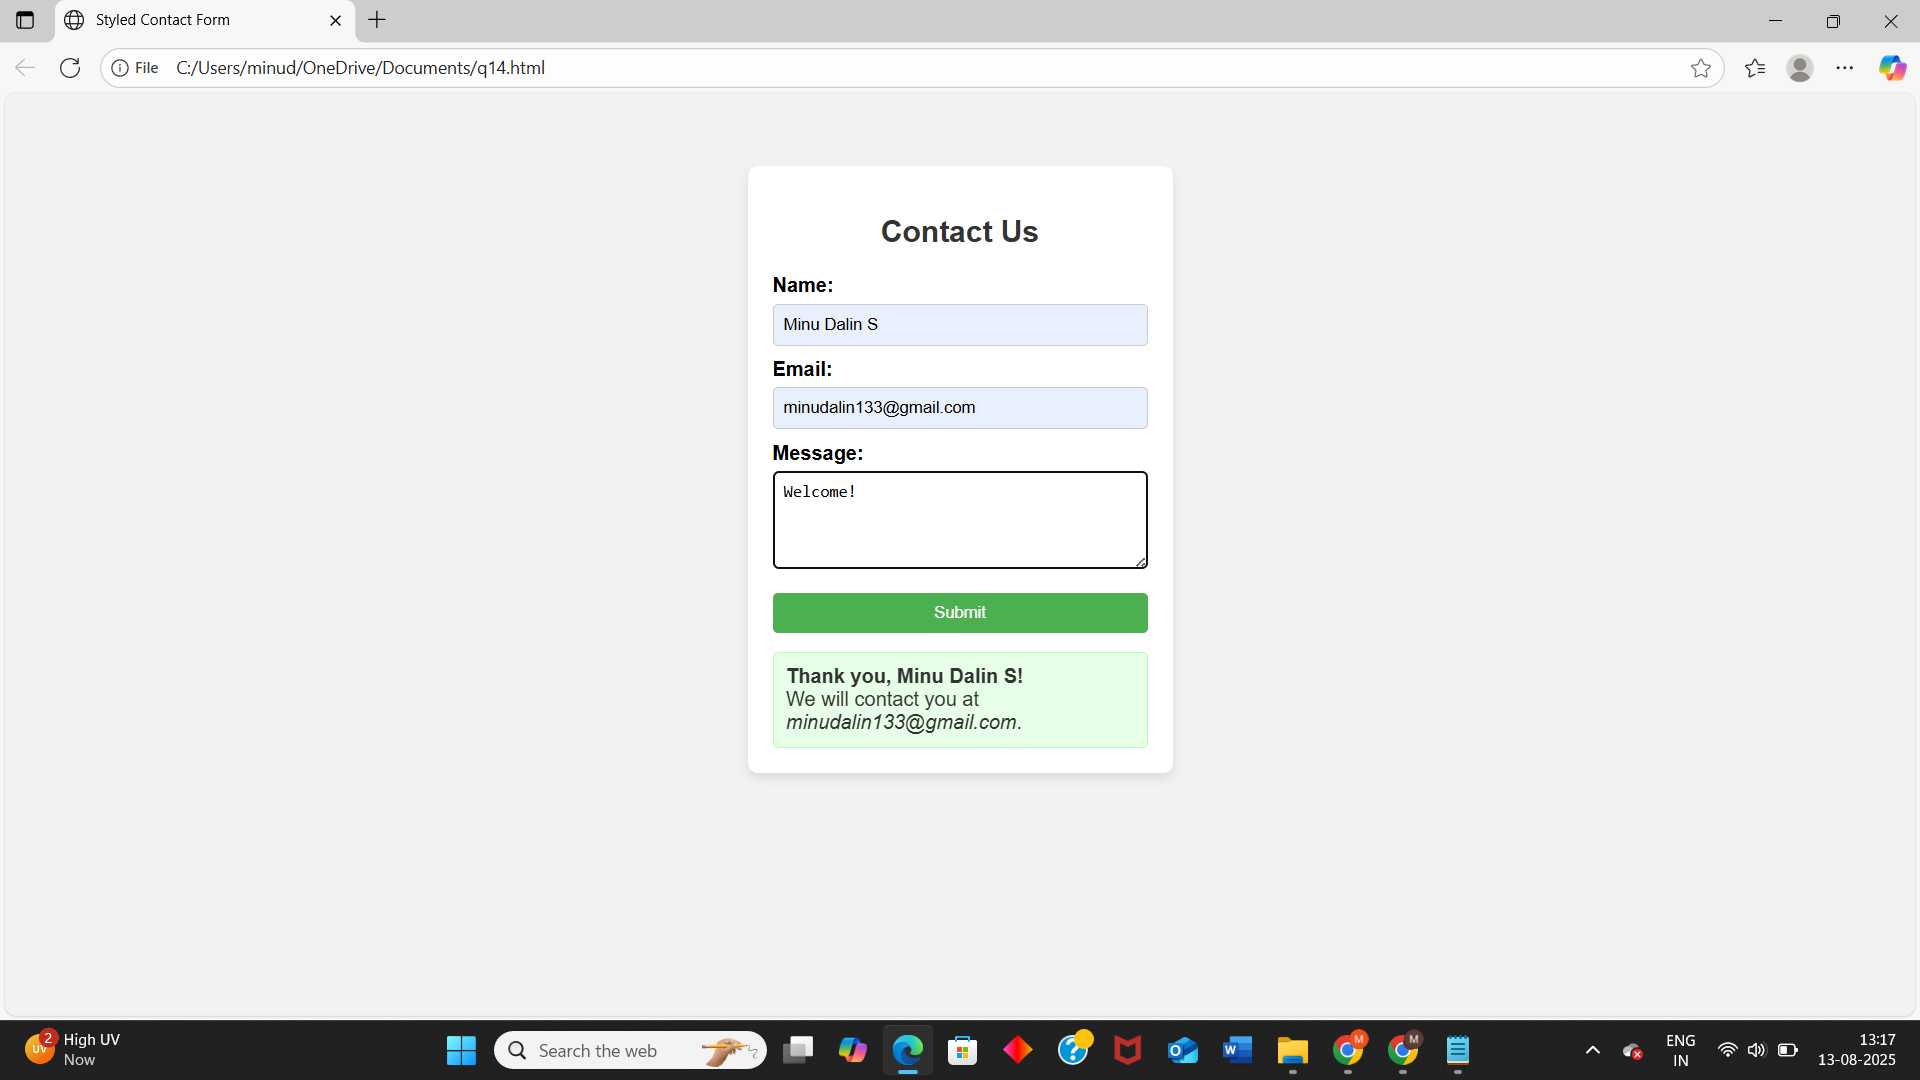 Styled Contact Form
File C:/Users/minud/OneDrive/Documents/q14.html
Contact Us
Name:
Minu Dalin S
Email:
minudalin133@gmail.com
Message:
Welcome!
Submit
Thank you, Minu Dalin S!
We will contact you at
minudalin133@gmail.com.
2
UV
High UV
Now
Search the web
O
W
M
M
ENG
IN
13:17
13-08-2025